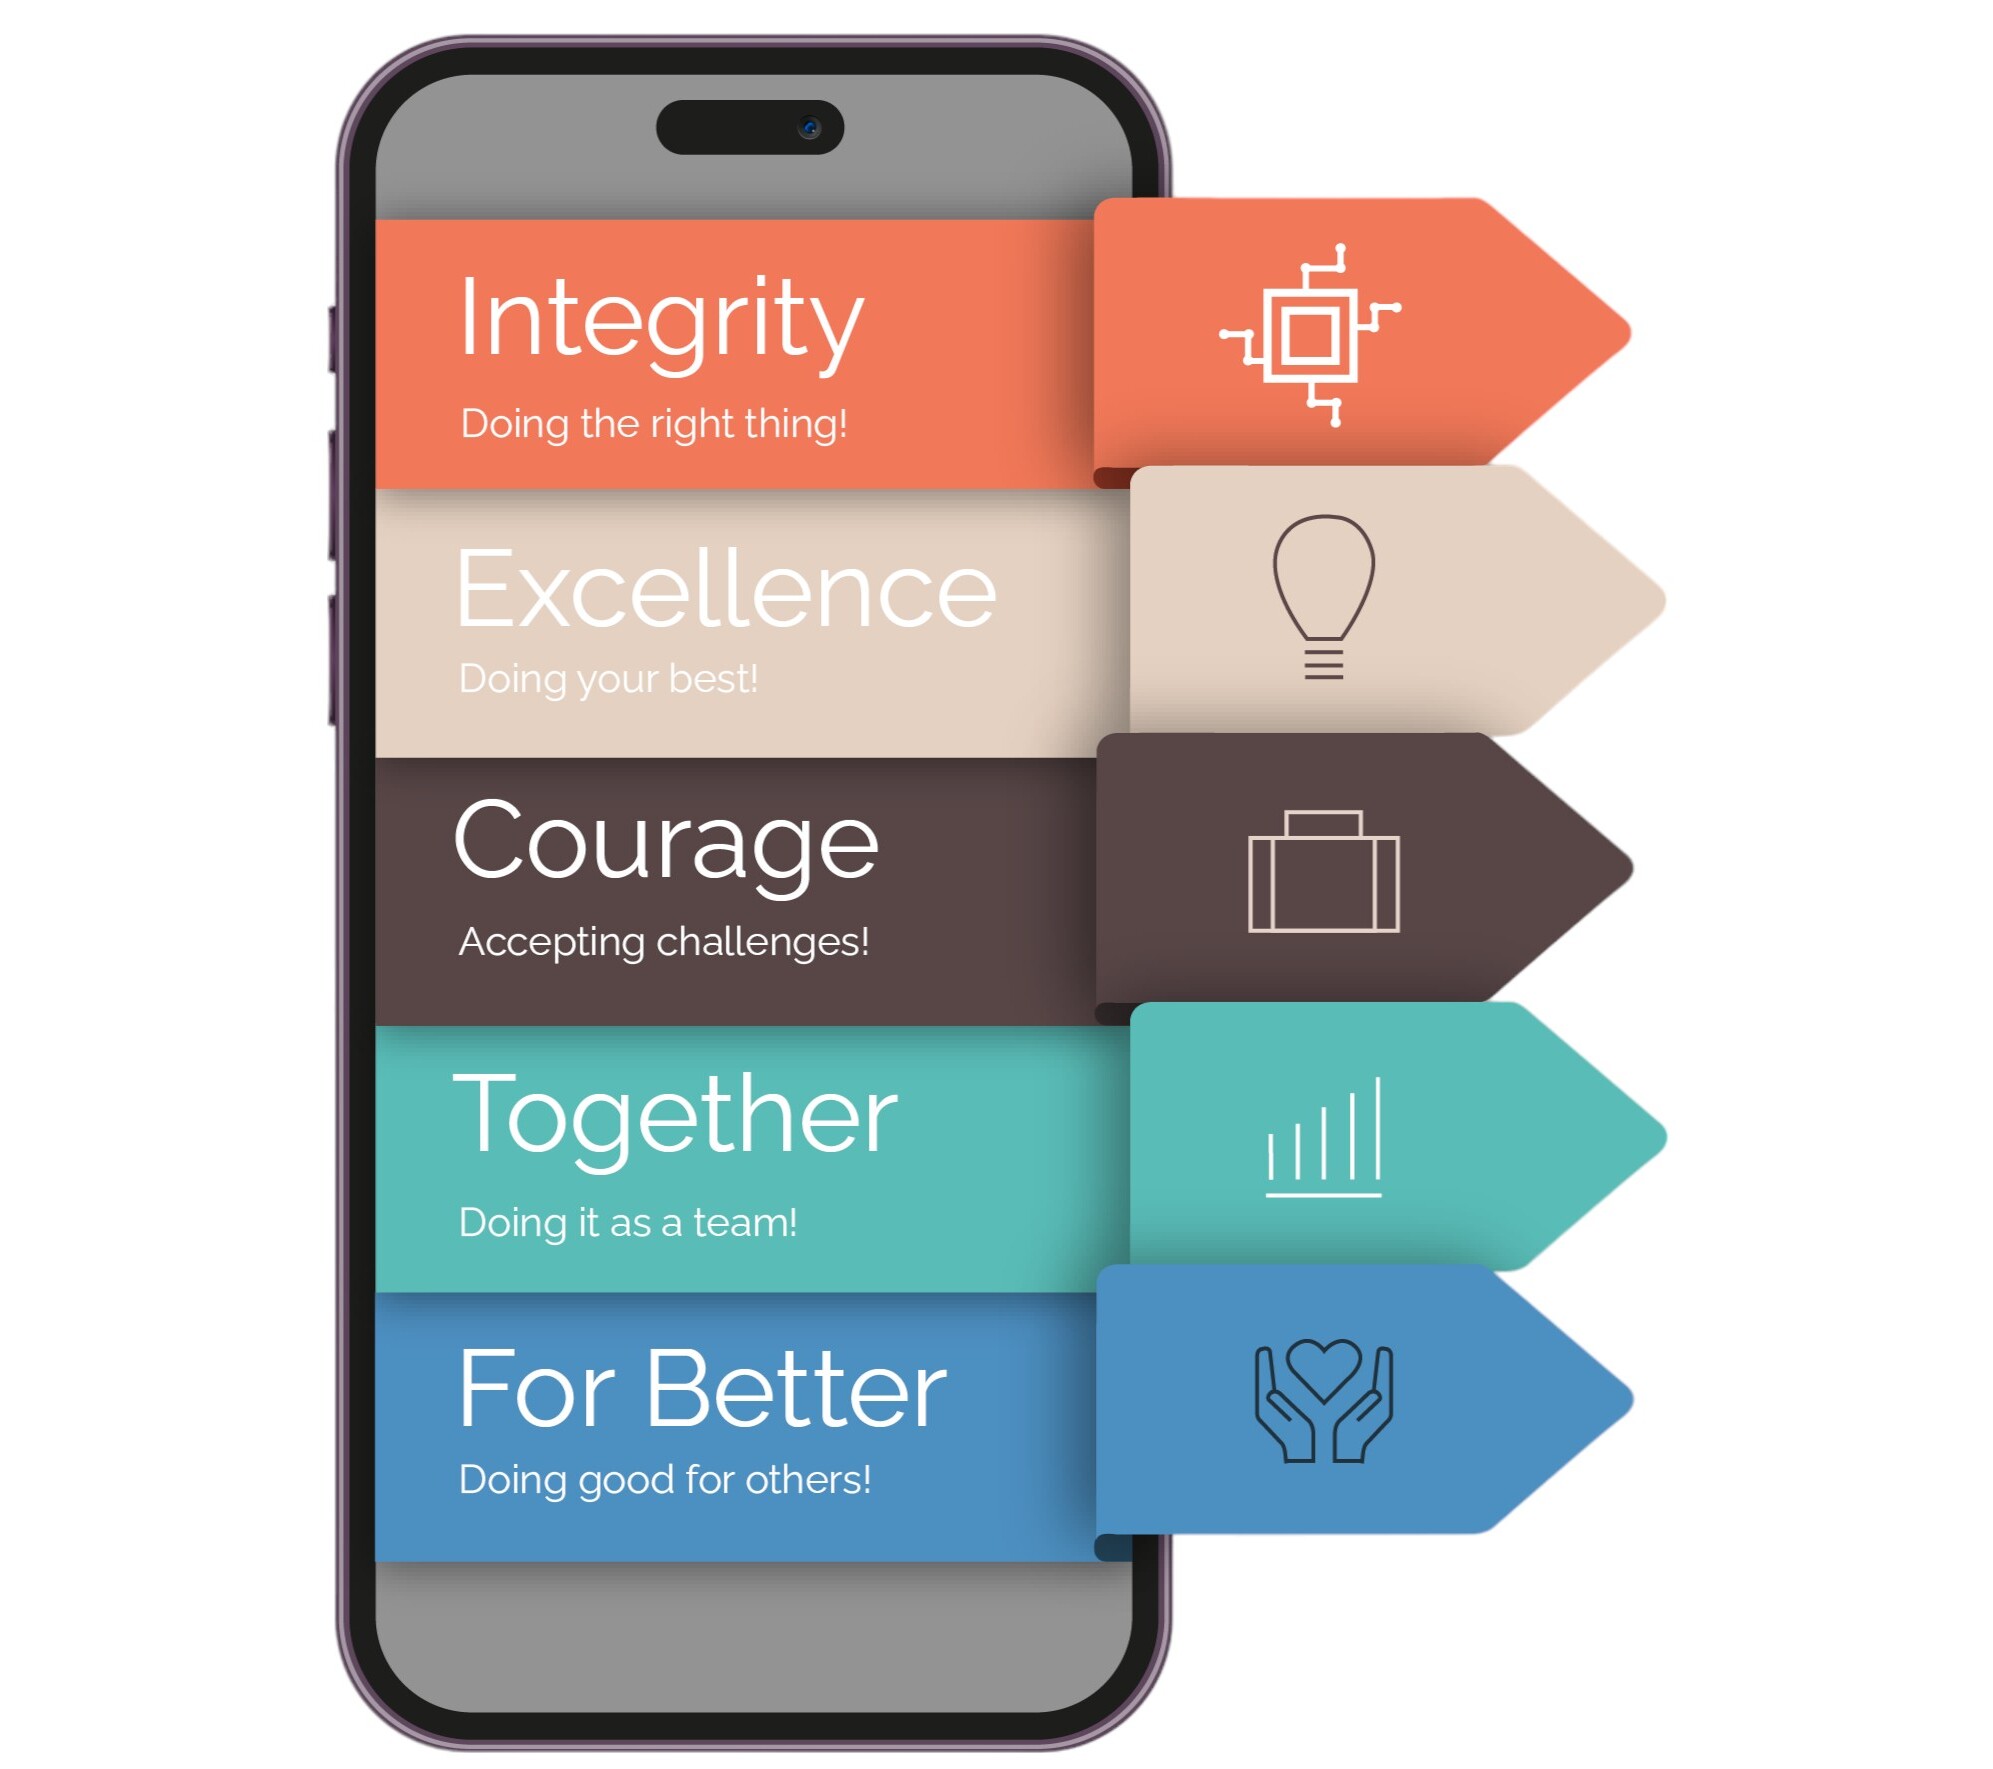 Integrity
Doing the right thing!
Excellence
Doing your best!
Courage
Accepting challenges!
Together
Doing it as a team!
For Better
Doing good for others!